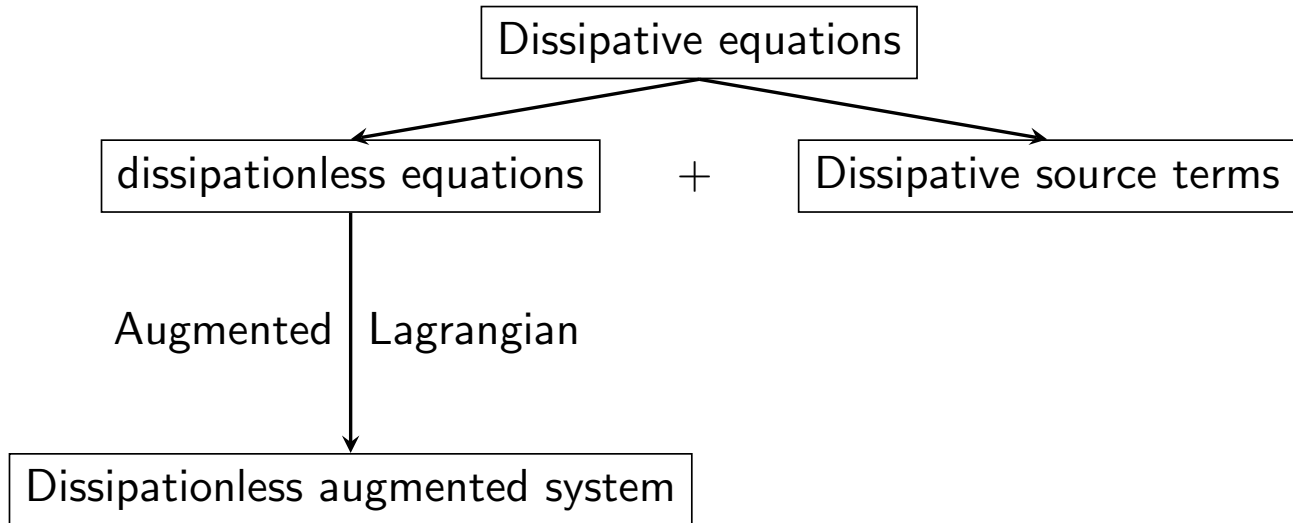 Dissipative equations
dissipationless equations + Dissipative source terms
Augmented Lagrangian
Dissipationless augmented system